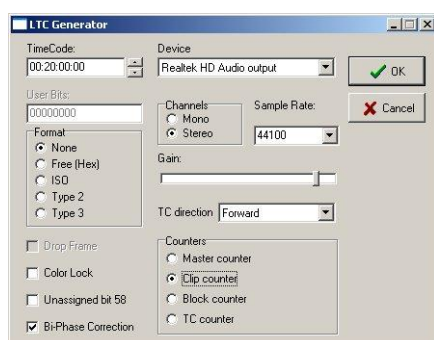 LTC Generator
TimeCode:
00:20:00:00
User Bits:
00000000
Format
None
Free (Hex)
ISO
Type 2
Type 3
Drop Frame
Color Lock
Unassigned bit 58
Bi-Phase Correction
Device
Realtek HD Audio output
Channels
Mono
Stereo
Sample Rate:
44100
Gain:
TC direction Forward
Counters
Master counter
Clip counter
Block counter
TC counter
OK
Cancel